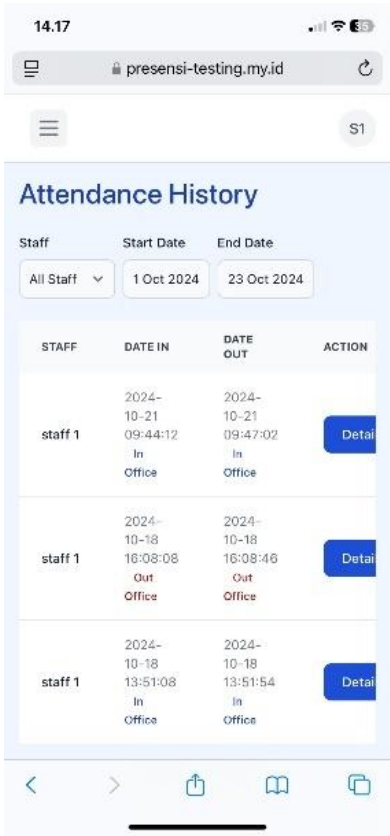 14.17
35
presensi-testing.my.id
S1
Attendance History
Staff Start Date End Date
All Staff 1 Oct 2024 23 Oct 2024
STAFF DATE IN DATE OUT ACTION
staff 1
2024-
10-21
09:44:12
In
Office
2024-
10-21
09:47:02
In
Office
Detai
staff 1
2024-
10-18
16:08:08
Out
Office
2024-
10-18
16:08:46
Out
Office
Detai
staff 1
2024-
10-18
13:51:08
In
Office
2024-
10-18
13:51:54
In
Office
Detai